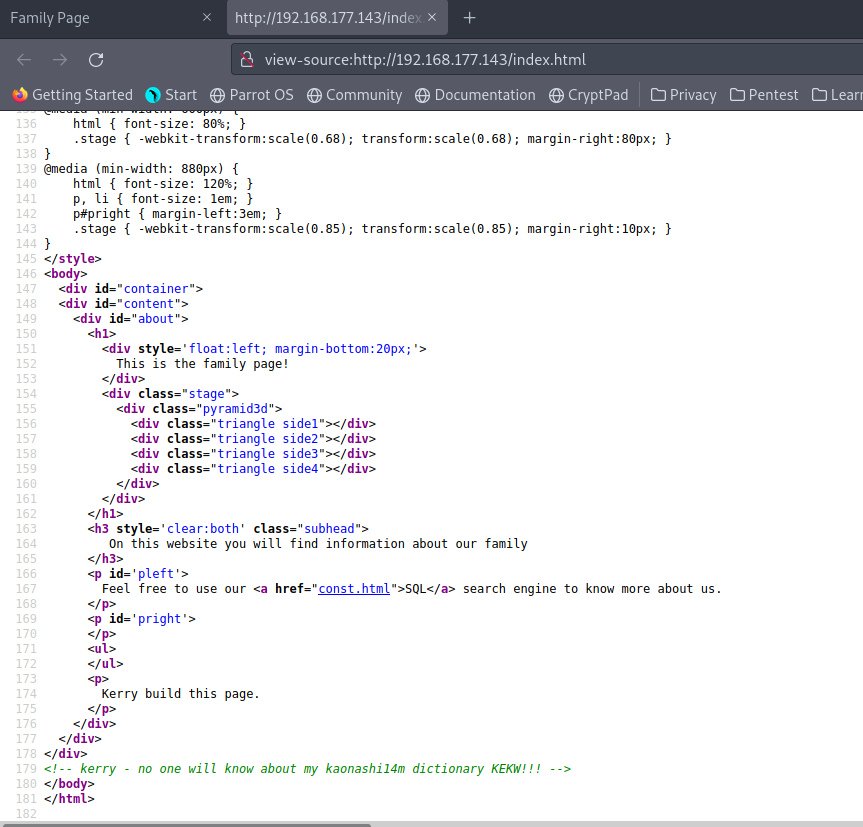 Family Page
http://192.168.177.143/index
view-source:http://192.168.177.143/index.html
Getting Started Start Parrot OS Community Documentation CryptPad Privacy Pentest Lear
136 html { font-size: 80%; }
137 .stage { -webkit-transform:scale(0.68); transform:scale(0.68); margin-right:80px; }
138 }
139 @media (min-width: 880px) {
140 html { font-size: 120%; }
141 p, li { font-size: 1em; }
142 p#pright { margin-left:3em; }
143 .stage { -webkit-transform:scale(0.85); transform:scale(0.85); margin-right:10px; }
144 }
145 </style>
146 <body>
147 <div id="container">
148 <div id="content">
149 <div id="about">
150 <h1>
151 <div style='float:left; margin-bottom:20px;'>
152 This is the family page!
153 </div>
154 <div class="stage">
155 <div class="pyramid3d">
156 <div class="triangle side1"></div>
157 <div class="triangle side2"></div>
158 <div class="triangle side3"></div>
159 <div class="triangle side4"></div>
160 </div>
161 </div>
162 </h1>
163 <h3 style='clear:both' class="subhead">
164 On this website you will find information about our family
165 </h3>
166 <p id='pleft'>
167 Feel free to use our <a href="const.html">SQL</a> search engine to know more about us.
168 </p>
169 <p id='pright'>
170 </p>
171 <ul>
172 </ul>
173 <p>
174 Kerry build this page.
175 </p>
176 </div>
177 </div>
178 </div>
179 <!-- kerry - no one will know about my kaonashi14m dictionary KEKW!!! -->
180 </body>
181 </html>
182